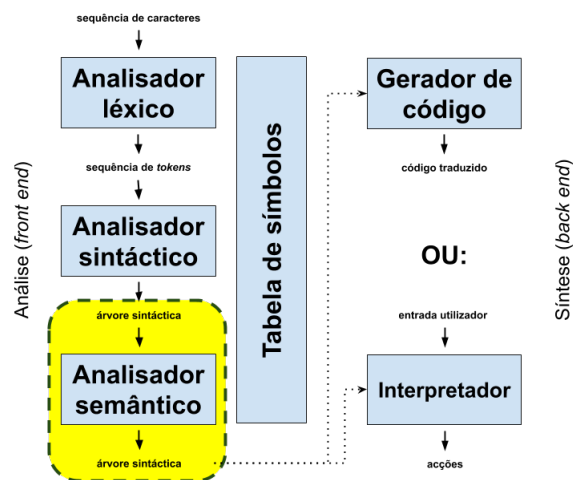 sequência de caracteres
Analisador
léxico
sequência de tokens
Analisador
sintáctico
árvore sintáctica
Analisador
semântico
árvore sintáctica
Análise (front end)
Tabela de símbolos
Gerador de
código
código traduzido
OU:
entrada utilizador
Interpretador
acções
Síntese (back end)